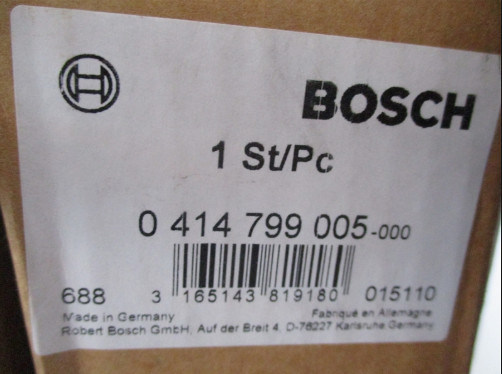 BOSCH
1 St/Pc
0 414 799 005-000
688 3 165143 819180 015110
Made in Germany Fabriqué en Allemagne
Robert Bosch GmbH, Auf der Breit 4, D-76227 Karlsruhe Germany